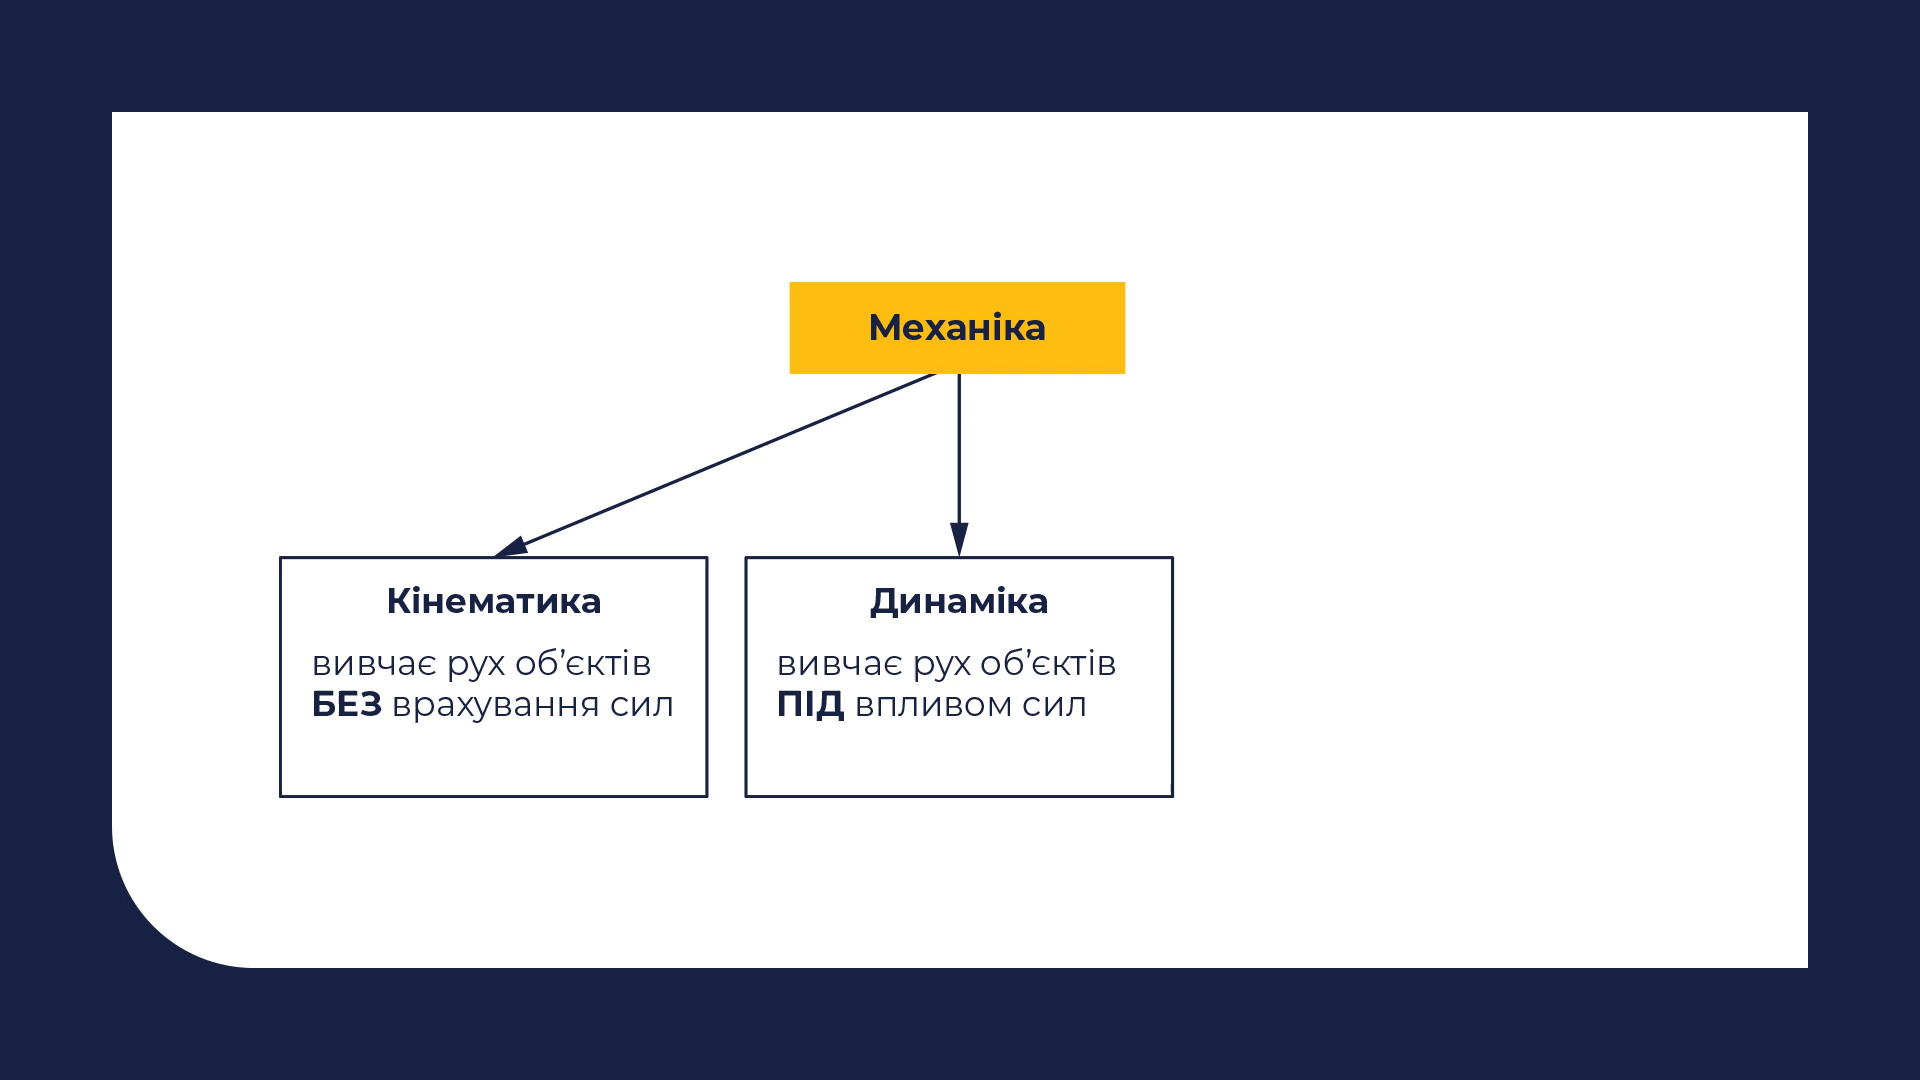 Механіка
Кінематика
вивчає рух об’єктів
БЕЗ врахування сил
Динаміка
вивчає рух об’єктів
ПІД впливом сил